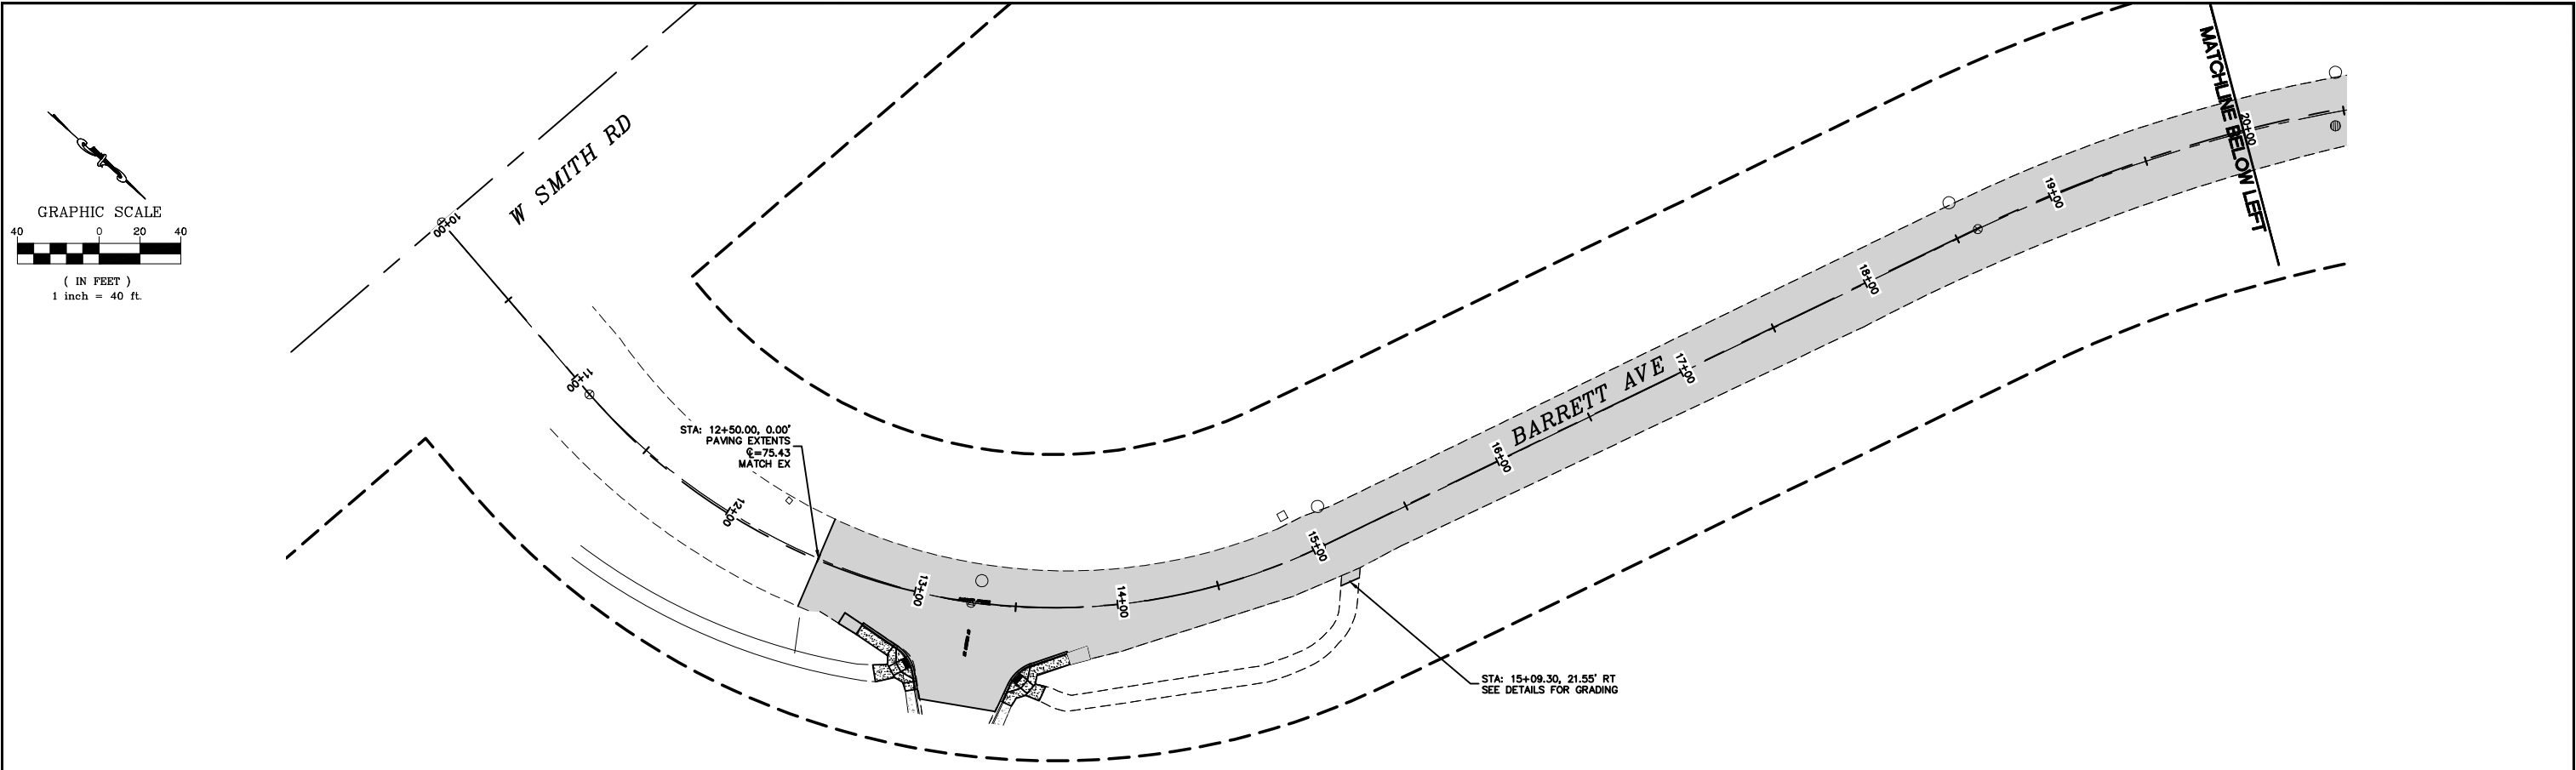 GRAPHIC SCALE
40 0 20 40
( IN FEET )
1 inch = 40 ft.
W SMITH RD
10+00
11+00
12+00
STA: 12+50.00, 0.00'
PAVING EXTENTS
℄=75.43
MATCH EX
13+00
14+00
15+00
STA: 15+09.30, 21.55' RT
SEE DETAILS FOR GRADING
16+00
BARRETT AVE
17+00
18+00
19+00
20+00
MATCHLINE BELOW LEFT